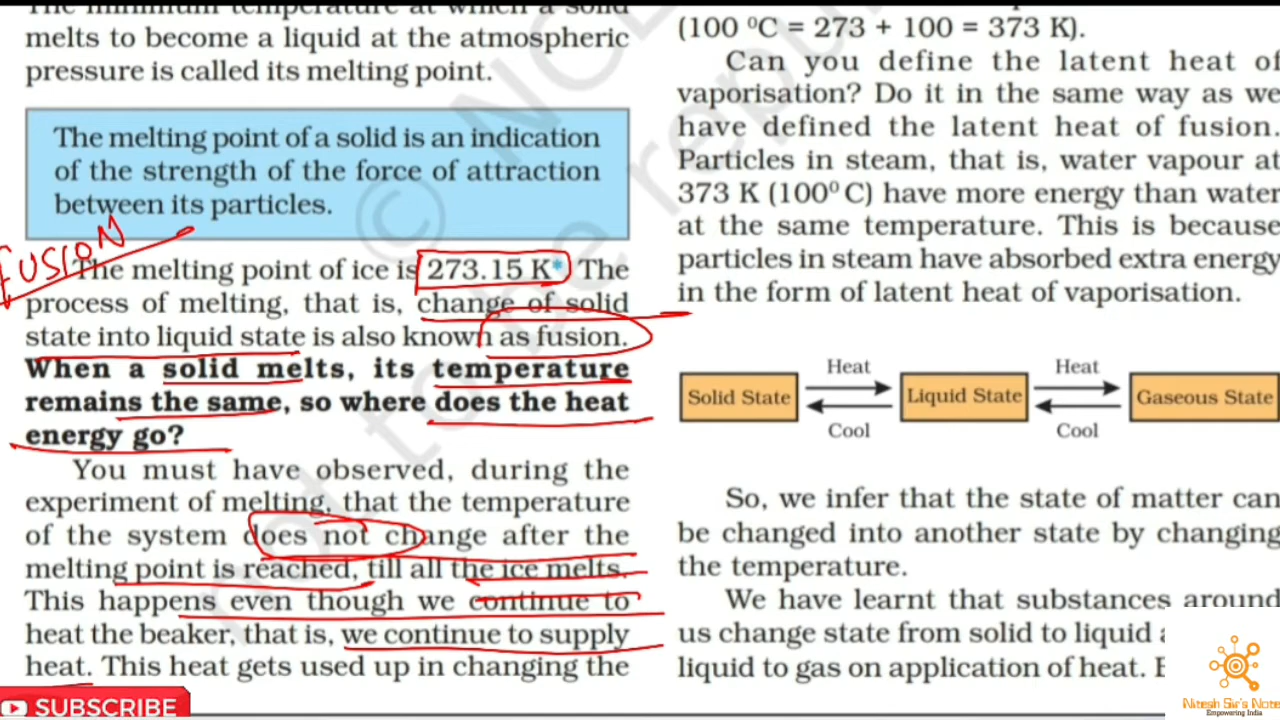 The minimum temperature at which a solid
melts to become a liquid at the atmospheric
pressure is called its melting point.
The melting point of a solid is an indication
of the strength of the force of attraction
between its particles.
FUSION
The melting point of ice is 273.15 K* The
process of melting, that is, change of solid
state into liquid state is also known as fusion.
When a solid melts, its temperature
remains the same, so where does the heat
energy go?
You must have observed, during the
experiment of melting, that the temperature
of the system does not change after the
melting point is reached, till all the ice melts.
This happens even though we continue to
heat the beaker, that is, we continue to supply
heat. This heat gets used up in changing the
SUBSCRIBE
(100 ⁰C = 273 + 100 = 373 K).
Can you define the latent heat of
vaporisation? Do it in the same way as we
have defined the latent heat of fusion.
Particles in steam, that is, water vapour at
373 K (100⁰ C) have more energy than water
at the same temperature. This is because
particles in steam have absorbed extra energy
in the form of latent heat of vaporisation.
Heat Heat
Solid State Liquid State Gaseous State
Cool Cool
So, we infer that the state of matter can
be changed into another state by changing
the temperature.
We have learnt that substances around
us change state from solid to liquid
liquid to gas on application of heat.
Nitesh Sir's Note
Empowering India
© NC
not to be repu